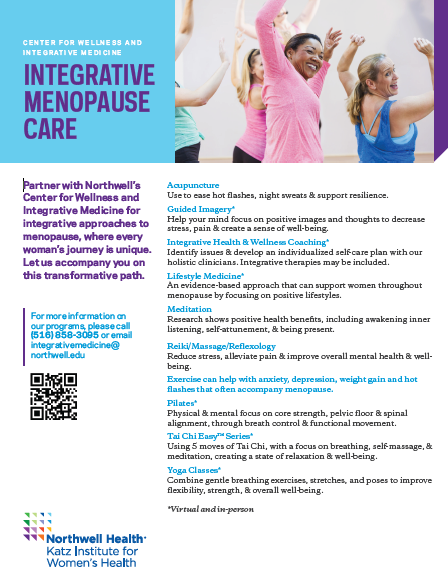 CENTER FOR WELLNESS AND
INTEGRATIVE MEDICINE
INTEGRATIVE
MENOPAUSE
CARE
Partner with Northwell's
Center for Wellness and
Integrative Medicine for
integrative approaches to
menopause, where every
woman's journey is unique.
Let us accompany you on
this transformative path.
For more information on
our programs, please call
(516) 858-3095 or email
integrativemedicine@
northwell.edu
Northwell Health®
Katz Institute for
Women's Health
Acupuncture
Use to ease hot flashes, night sweats & support resilience.
Guided Imagery*
Help your mind focus on positive images and thoughts to decrease
stress, pain & create a sense of well-being.
Integrative Health & Wellness Coaching*
Identify issues & develop an individualized self-care plan with our
holistic clinicians. Integrative therapies may be included.
Lifestyle Medicine*
An evidence-based approach that can support women throughout
menopause by focusing on positive lifestyles.
Meditation
Research shows positive health benefits, including awakening inner
listening, self-attunement, & being present.
Reiki/Massage/Reflexology
Reduce stress, alleviate pain & improve overall mental health & well-
being.
Exercise can help with anxiety, depression, weight gain and hot
flashes that often accompany menopause.
Pilates*
Physical & mental focus on core strength, pelvic floor & spinal
alignment, through breath control & functional movement.
Tai Chi Easy™ Series*
Using 5 moves of Tai Chi, with a focus on breathing, self-massage, &
meditation, creating a state of relaxation & well-being.
Yoga Classes*
Combine gentle breathing exercises, stretches, and poses to improve
flexibility, strength, & overall well-being.
*Virtual and in-person